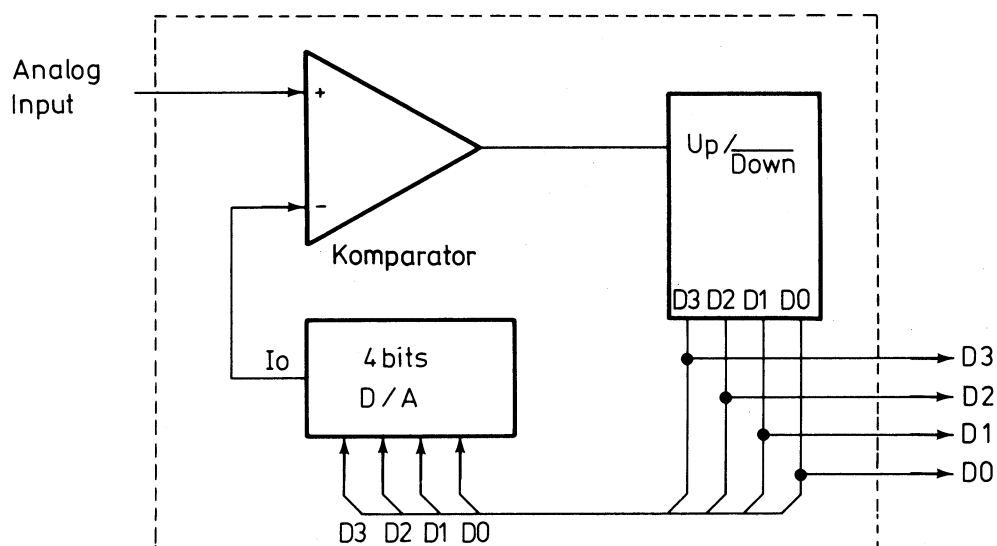 Analog
Input
+
-
Komparator
Up/Down
D3 D2 D1 D0
Io
4 bits
D/A
D3
D2
D1
D0
D3 D2 D1 D0